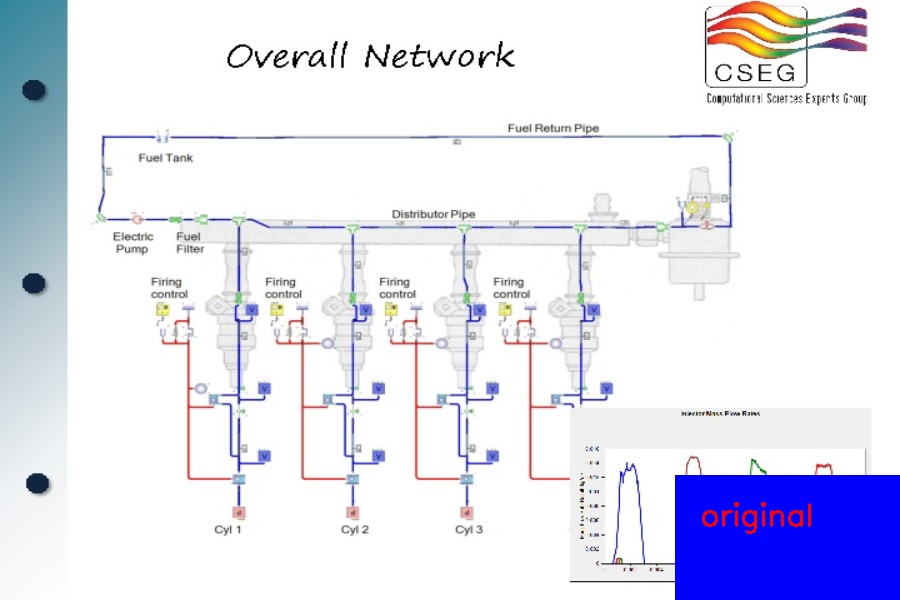 Overall Network
CSEG
Computational Sciences Experts Group
Fuel Return Pipe
Fuel Tank
Distributor Pipe
Electric
Pump
Fuel
Filter
Firing
control
Firing
control
Firing
control
Firing
control
Cyl 1
Cyl 2
Cyl 3
Injector Mass Flow Rates
original